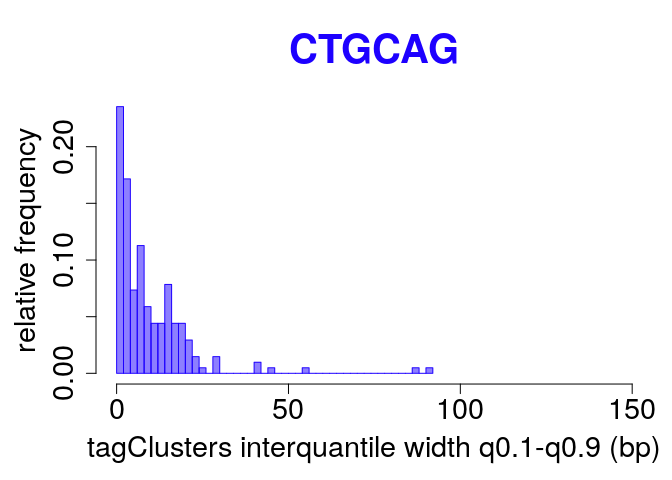 CTGCAG
relative frequency
0.20
0.10
0.00
0 50 100 150
tagClusters interquantile width q0.1-q0.9 (bp)